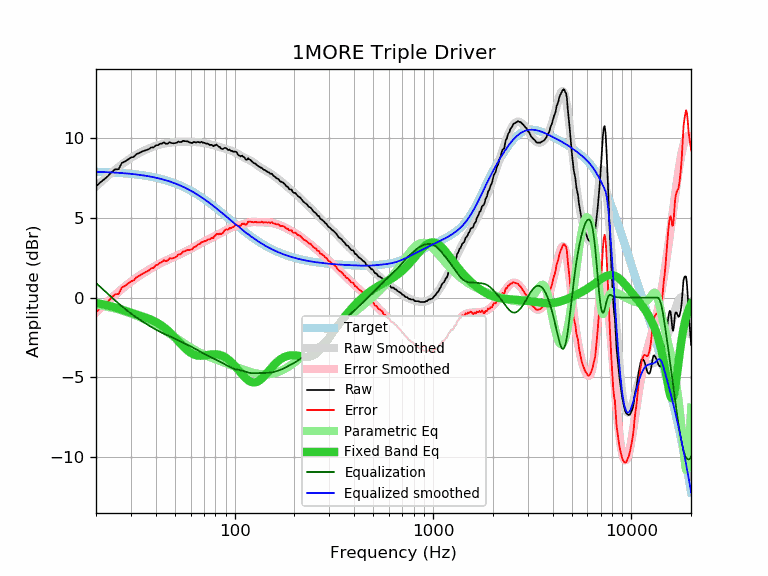 1MORE Triple Driver
Amplitude (dBr)
10
5
0
−5
−10
Target
Raw Smoothed
Error Smoothed
Raw
Error
Parametric Eq
Fixed Band Eq
Equalization
Equalized smoothed
100 1000 10000
Frequency (Hz)